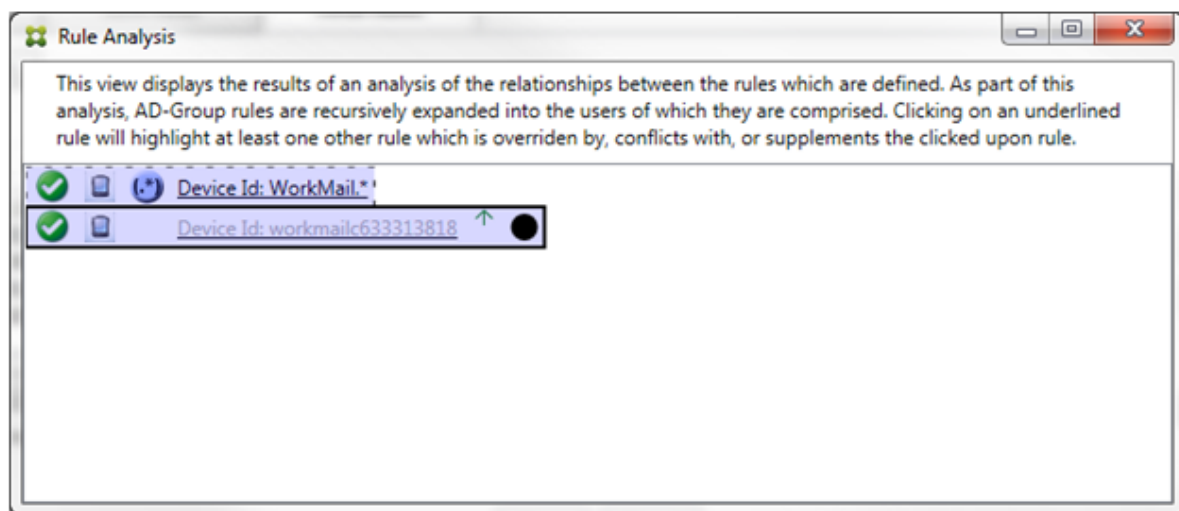 Rule Analysis
This view displays the results of an analysis of the relationships between the rules which are defined. As part of this
analysis, AD-Group rules are recursively expanded into the users of which they are comprised. Clicking on an underlined
rule will highlight at least one other rule which is overriden by, conflicts with, or supplements the clicked upon rule.
(.*) Device Id: WorkMail.*
Device Id: workmailc633313818